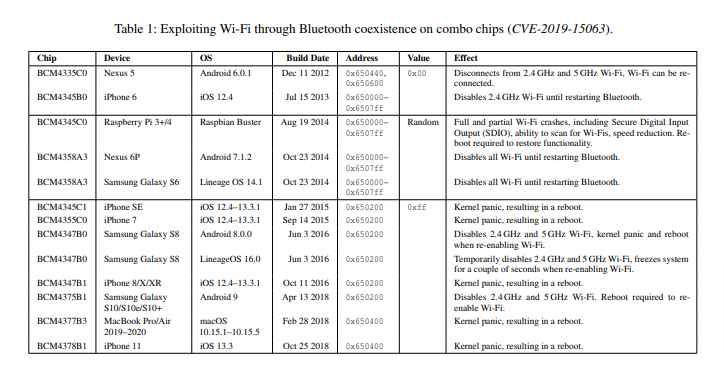 Table 1: Exploiting Wi-Fi through Bluetooth coexistence on combo chips (CVE-2019-15063).
Chip Device OS Build Date Address Value Effect
BCM4335C0 Nexus 5 Android 6.0.1 Dec 11 2012 0x650440, 0x00 Disconnects from 2.4 GHz and 5 GHz Wi-Fi, Wi-Fi can be re-
0x650600 connected.
BCM4345B0 iPhone 6 iOS 12.4 Jul 15 2013 0x650000– Disables 2.4 GHz Wi-Fi until restarting Bluetooth.
0x6507ff
BCM4345C0 Raspberry Pi 3+/4 Raspbian Buster Aug 19 2014 0x650000– Random Full and partial Wi-Fi crashes, including Secure Digital Input
0x6507ff Output (SDIO), ability to scan for Wi-Fis, speed reduction. Re-
boot required to restore functionality.
BCM4358A3 Nexus 6P Android 7.1.2 Oct 23 2014 0x650000– Disables all Wi-Fi until restarting Bluetooth.
0x6507ff
BCM4358A3 Samsung Galaxy S6 Lineage OS 14.1 Oct 23 2014 0x650000– Disables all Wi-Fi until restarting Bluetooth.
0x6507ff
BCM4345C1 iPhone SE iOS 12.4–13.3.1 Jan 27 2015 0x650200 0xff Kernel panic, resulting in a reboot.
BCM4355C0 iPhone 7 iOS 12.4–13.3.1 Sep 14 2015 0x650200 Kernel panic, resulting in a reboot.
BCM4347B0 Samsung Galaxy S8 Android 8.0.0 Jun 3 2016 0x650200 Disables 2.4 GHz and 5 GHz Wi-Fi, kernel panic and reboot
when re-enabling Wi-Fi.
BCM4347B0 Samsung Galaxy S8 LineageOS 16.0 Jun 3 2016 0x650200 Temporarily disables 2.4 GHz and 5 GHz Wi-Fi, freezes system
for a couple of seconds when re-enabling Wi-Fi.
BCM4347B1 iPhone 8/X/XR iOS 12.4–13.3.1 Oct 11 2016 0x650200 Kernel panic, resulting in a reboot.
BCM4375B1 Samsung Galaxy Android 9 Apr 13 2018 0x650200 Disables 2.4 GHz and 5 GHz Wi-Fi. Reboot required to re-
S10/S10e/S10+ enable Wi-Fi.
BCM4377B3 MacBook Pro/Air macOS Feb 28 2018 0x650400 Kernel panic, resulting in a reboot.
2019–2020 10.15.1–10.15.5
BCM4378B1 iPhone 11 iOS 13.3 Oct 25 2018 0x650400 Kernel panic, resulting in a reboot.